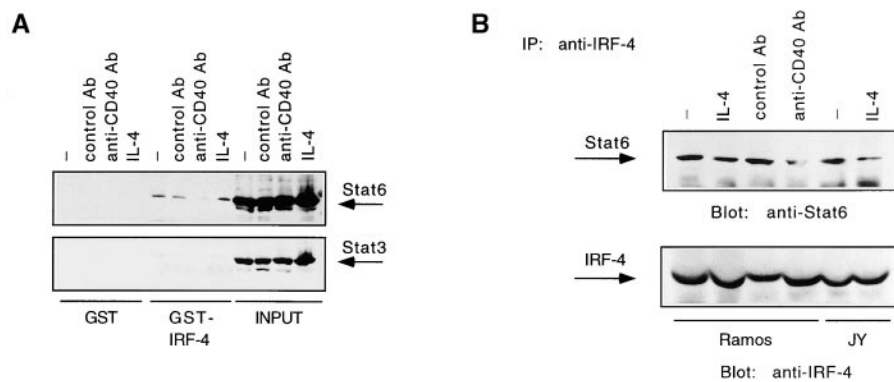 A
–
control Ab
anti-CD40 Ab
IL-4
–
control Ab
anti-CD40 Ab
IL-4
–
control Ab
anti-CD40 Ab
IL-4
Stat6
Stat3
GST
GST-
IRF-4
INPUT
B
IP: anti-IRF-4
–
IL-4
control Ab
anti-CD40 Ab
–
IL-4
Stat6
Blot: anti-Stat6
IRF-4
Ramos
JY
Blot: anti-IRF-4